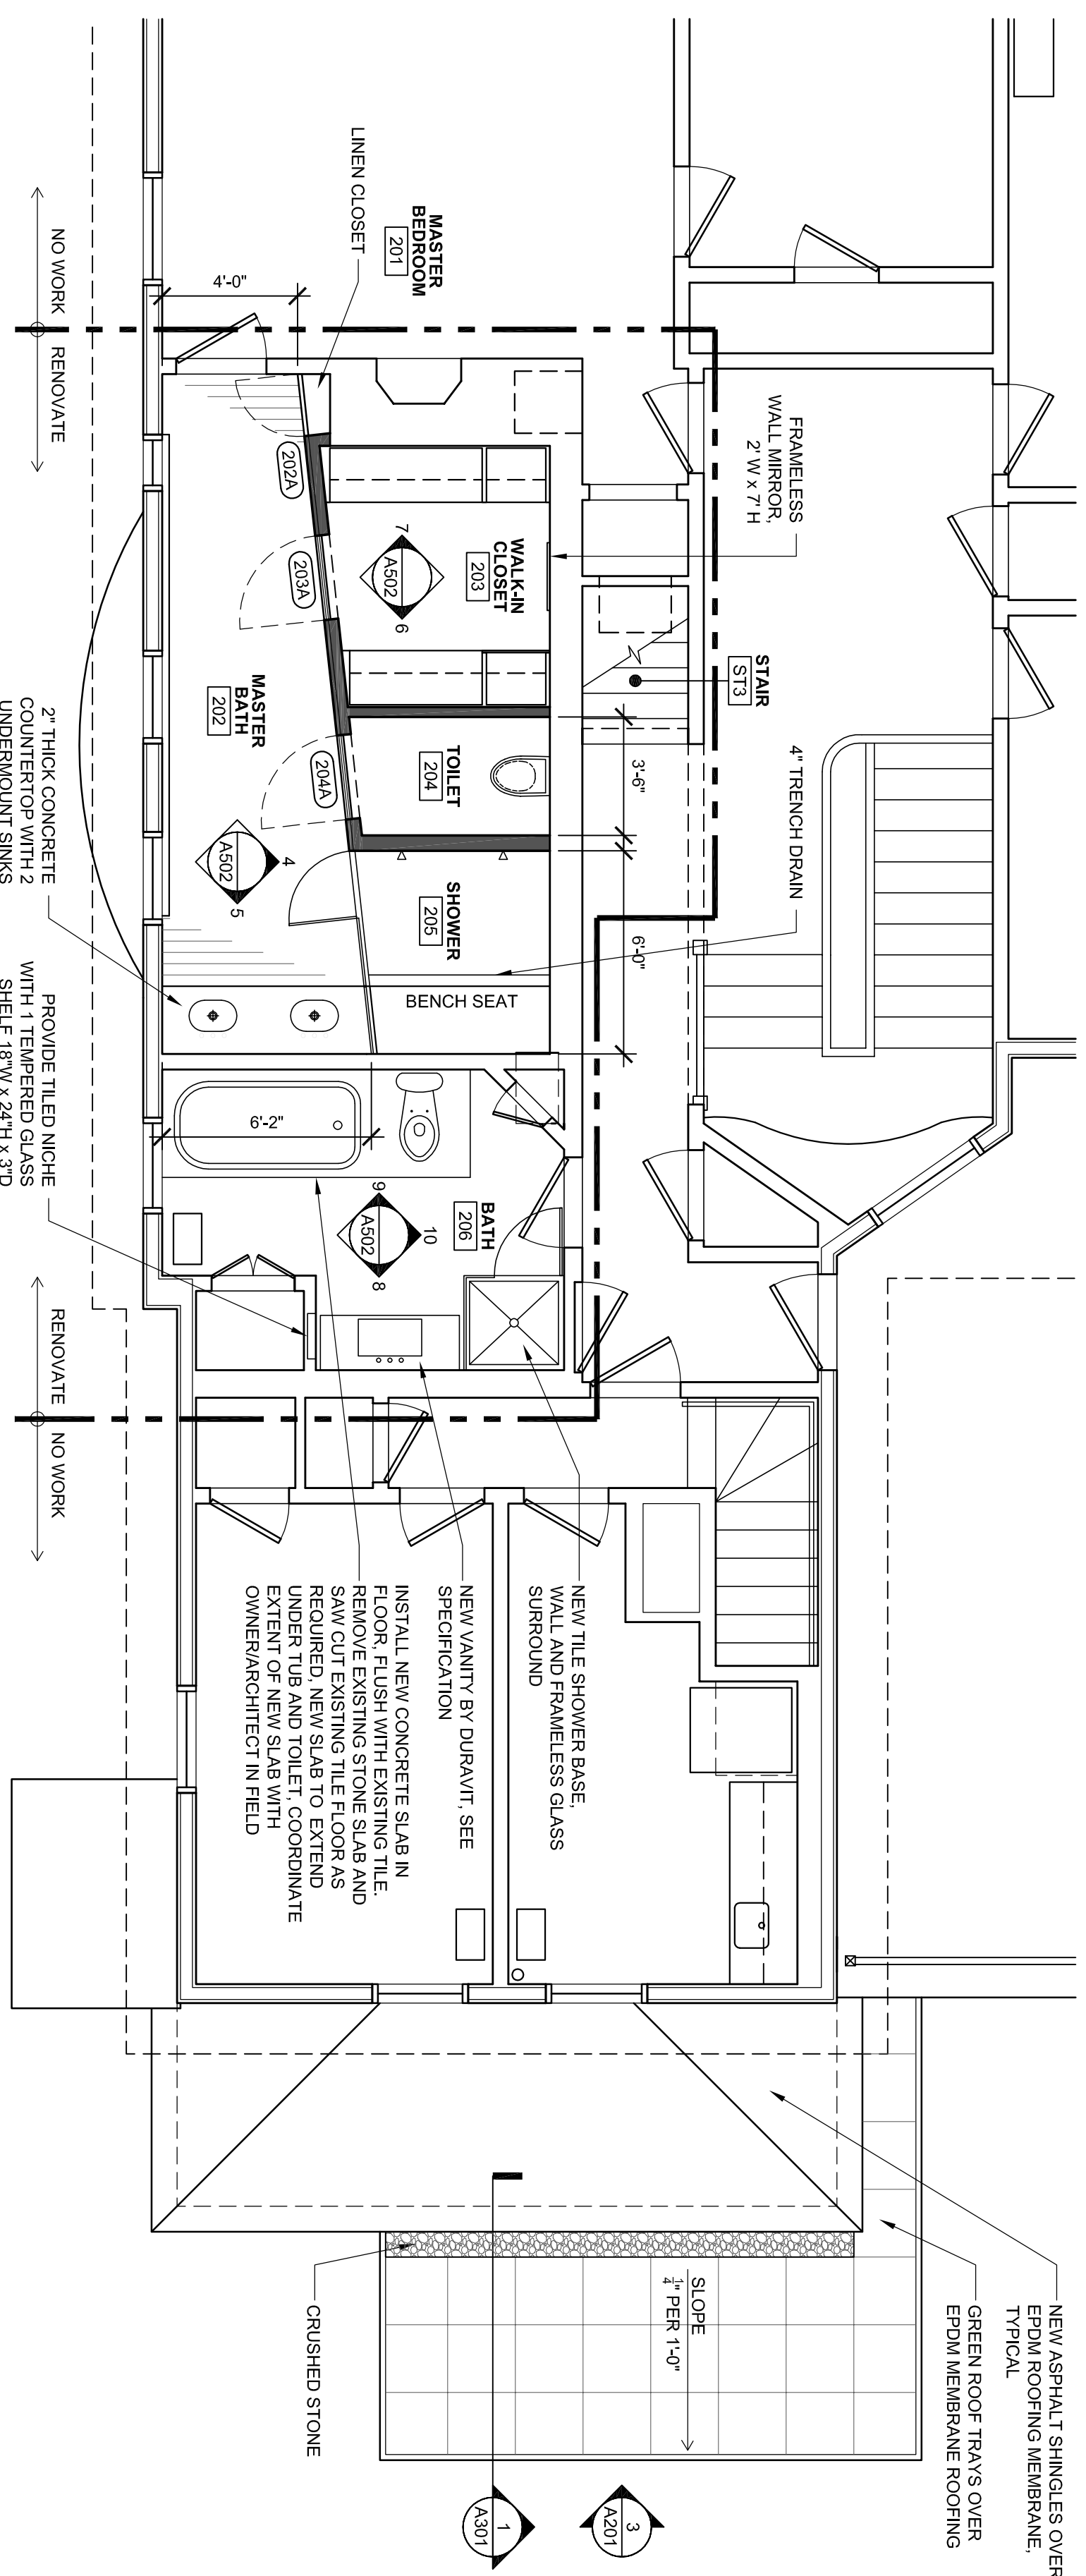 NEW ASPHALT SHINGLES OVER
EPDM ROOFING MEMBRANE,
TYPICAL
GREEN ROOF TRAYS OVER
EPDM MEMBRANE ROOFING
3
A201
1
A301
SLOPE
1/4" PER 1'-0"
CRUSHED STONE
FRAMELESS
WALL MIRROR,
2' W x 7' H
STAIR
ST3
4" TRENCH DRAIN
3'-6"
6'-0"
LINEN CLOSET
MASTER
BEDROOM
201
4'-0"
WALK-IN
CLOSET
203
7
A502
6
TOILET
204
SHOWER
205
BENCH SEAT
202A
203A
204A
MASTER
BATH
202
4
A502
5
6'-2"
BATH
206
9
10
A502
8
NEW TILE SHOWER BASE,
WALL AND FRAMELESS GLASS
SURROUND
NEW VANITY BY DURAVIT, SEE
SPECIFICATION
INSTALL NEW CONCRETE SLAB IN
FLOOR, FLUSH WITH EXISTING TILE.
REMOVE EXISTING STONE SLAB AND
SAW CUT EXISTING TILE FLOOR AS
REQUIRED, NEW SLAB TO EXTEND
UNDER TUB AND TOILET, COORDINATE
EXTENT OF NEW SLAB WITH
OWNER/ARCHITECT IN FIELD
NO WORK
RENOVATE
RENOVATE
NO WORK
2" THICK CONCRETE
COUNTERTOP WITH 2
UNDERMOUNT SINKS
PROVIDE TILED NICHE
WITH 1 TEMPERED GLASS
SHELF 18"W x 24"H x 3"D